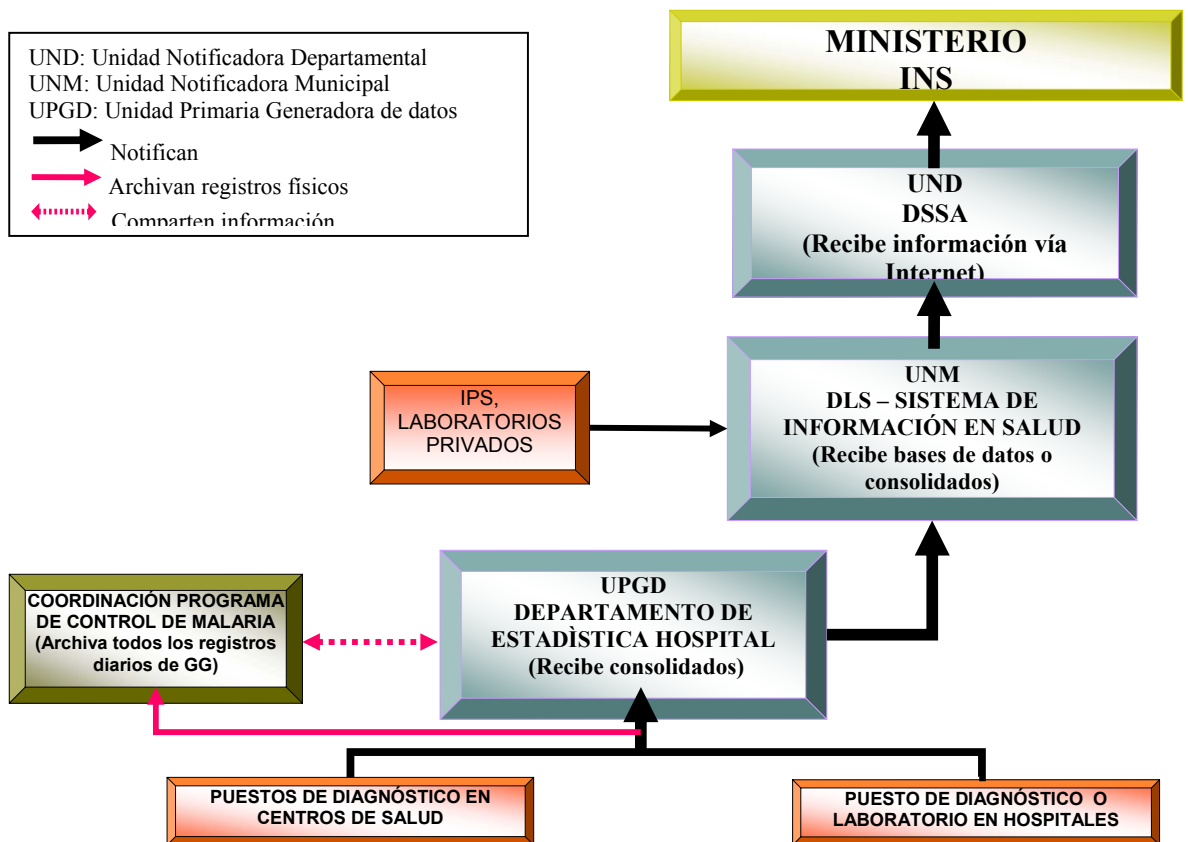 UND: Unidad Notificadora Departamental
UNM: Unidad Notificadora Municipal
UPGD: Unidad Primaria Generadora de datos
Notifican
Archivan registros físicos
Comparten información
MINISTERIO
INS
UND
DSSA
(Recibe información vía
Internet)
IPS,
LABORATORIOS
PRIVADOS
UNM
DLS – SISTEMA DE
INFORMACIÓN EN SALUD
(Recibe bases de datos o
consolidados)
COORDINACIÓN PROGRAMA
DE CONTROL DE MALARIA
(Archiva todos los registros
diarios de GG)
UPGD
DEPARTAMENTO DE
ESTADÌSTICA HOSPITAL
(Recibe consolidados)
PUESTOS DE DIAGNÓSTICO EN
CENTROS DE SALUD
PUESTO DE DIAGNÓSTICO O
LABORATORIO EN HOSPITALES